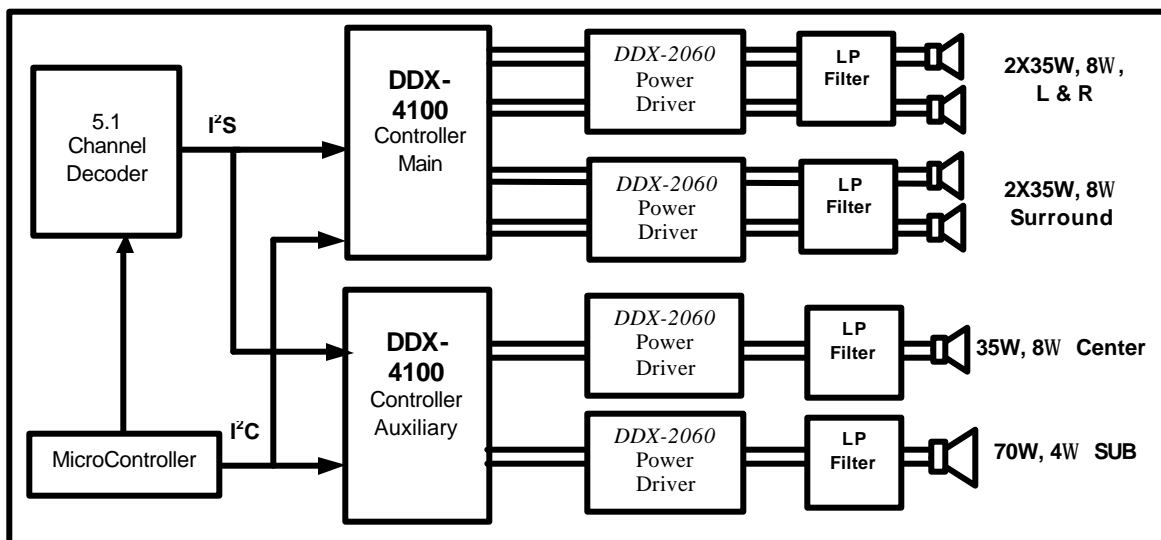 5.1
Channel
Decoder
I²S
DDX-
4100
Controller
Main
DDX-2060
Power
Driver
LP
Filter
2X35W, 8W,
L & R
DDX-2060
Power
Driver
LP
Filter
2X35W, 8W
Surround
DDX-
4100
Controller
Auxiliary
DDX-2060
Power
Driver
LP
Filter
35W, 8W Center
MicroController
I²C
DDX-2060
Power
Driver
LP
Filter
70W, 4W SUB